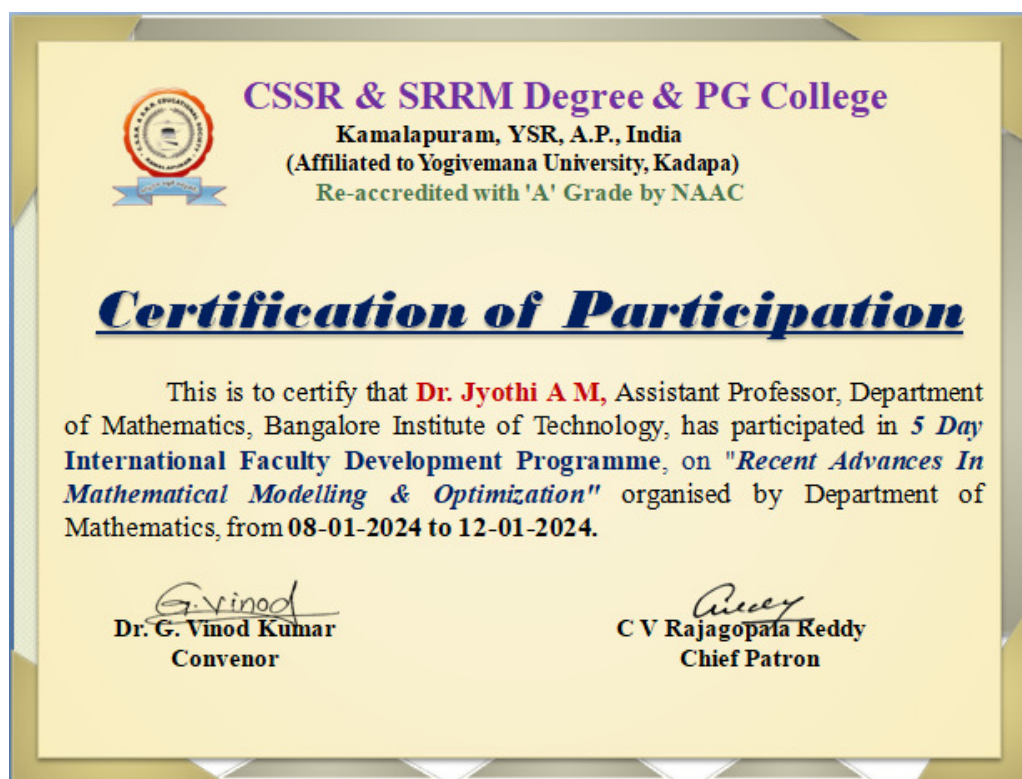 CSSR & SRRM Degree & PG College
Kamalapuram, YSR, A.P., India
(Affiliated to Yogivemana University, Kadapa)
Re-accredited with 'A' Grade by NAAC
Certification of Participation
This is to certify that Dr. Jyothi A M, Assistant Professor, Department
of Mathematics, Bangalore Institute of Technology, has participated in 5 Day
International Faculty Development Programme, on "Recent Advances In
Mathematical Modelling & Optimization" organised by Department of
Mathematics, from 08-01-2024 to 12-01-2024.
G. Vinod
Dr. G. Vinod Kumar
Convenor
C V Rajagopala Reddy
Chief Patron